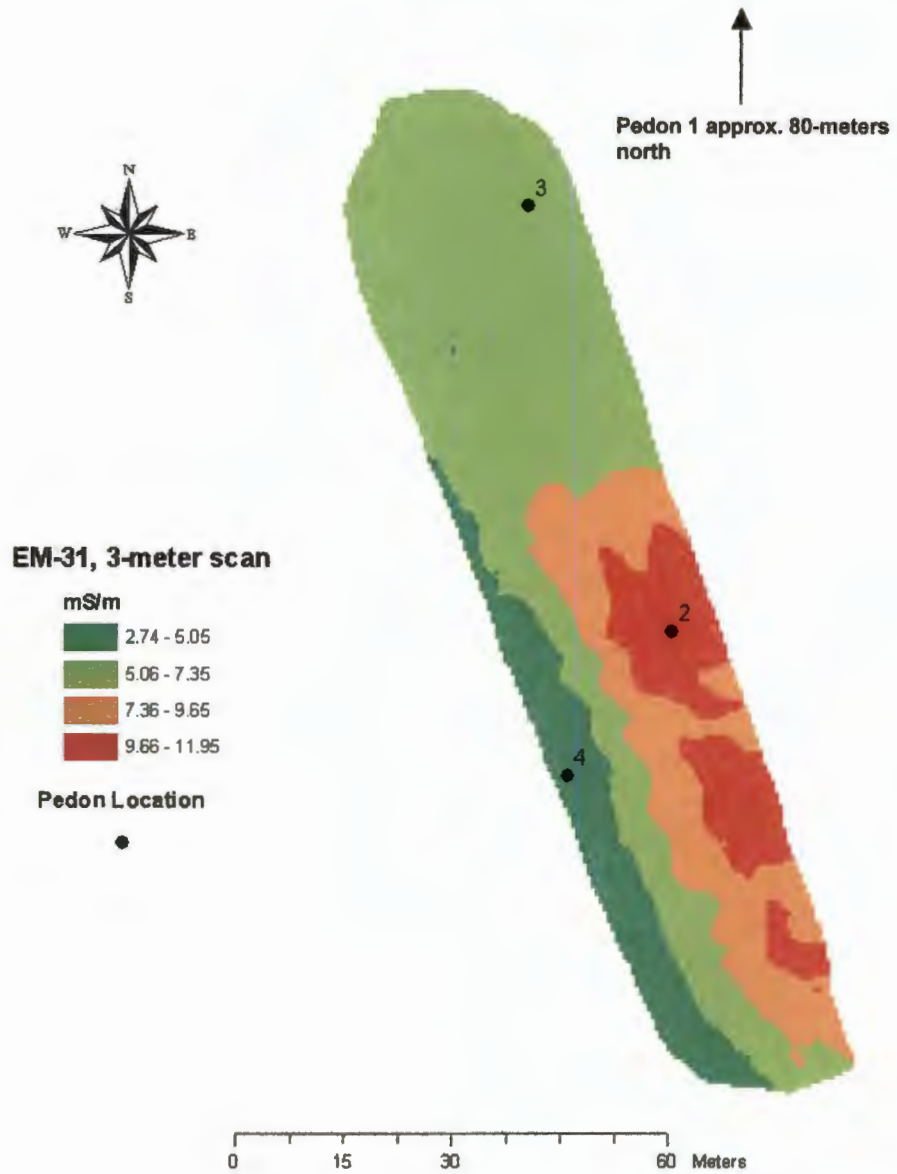 Pedon 1 approx. 80-meters
north
N
W E
S
3
EM-31, 3-meter scan
mS/m
2.74 - 5.05
5.06 - 7.35
7.36 - 9.65
9.66 - 11.95
2
4
Pedon Location
0 15 30 60 Meters